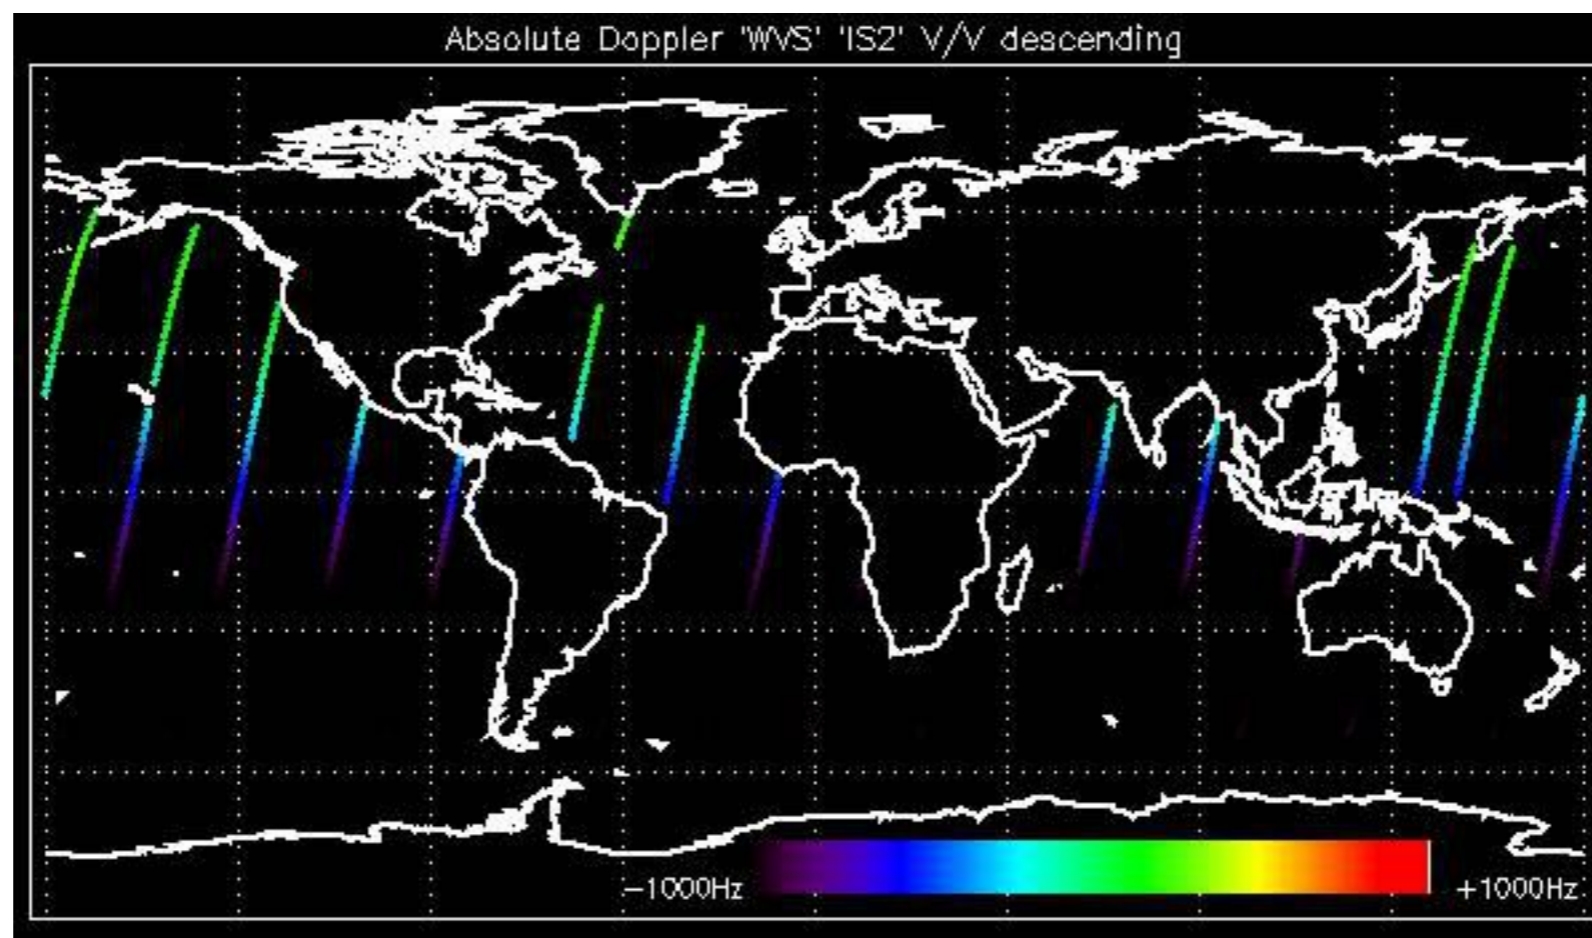 Absolute Doppler 'WVS' 'IS2' V/V descending
−1000Hz
+1000Hz